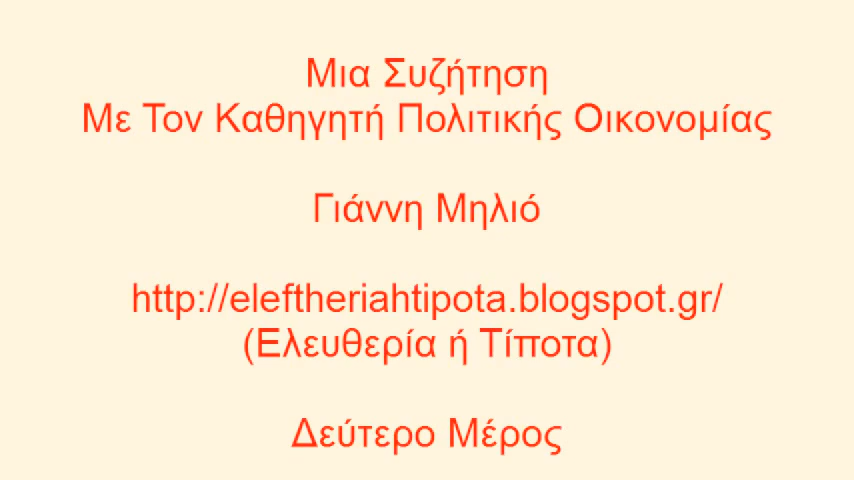 Μια Συζήτηση
Με Τον Καθηγητή Πολιτικής Οικονομίας
Γιάννη Μηλιό
http://eleftheriahtipota.blogspot.gr/
(Ελευθερία ή Τίποτα)
Δεύτερο Μέρος